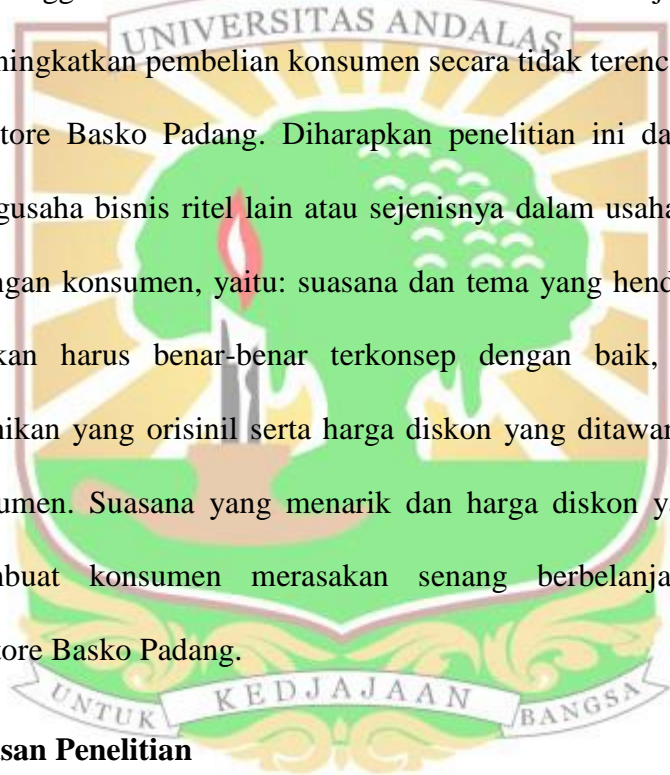 UNIVERSITAS ANDALAS
ningkatkan pembelian konsumen secara tidak terenc
tore Basko Padang. Diharapkan penelitian ini da
gusaha bisnis ritel lain atau sejenisnya dalam usaha
ngan konsumen, yaitu: suasana dan tema yang hend
kan harus benar-benar terkonsep dengan baik,
nikan yang orisinil serta harga diskon yang ditawar
umen. Suasana yang menarik dan harga diskon ya
nbuat konsumen merasakan senang berbelanja
tore Basko Padang.
UNTUK KEDJAJAAN BANGSA
san Penelitian